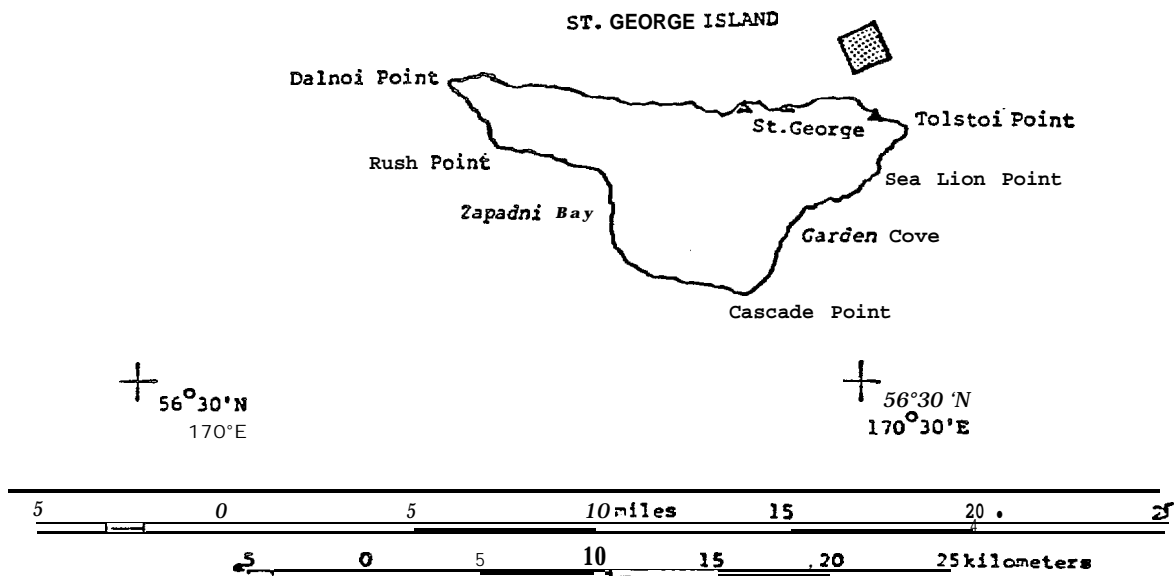 ST. GEORGE ISLAND
Dalnoi Point
St.George
Tolstoi Point
Rush Point
Sea Lion Point
Zapadni Bay
Garden Cove
Cascade Point
56°30'N
170°E
56°30 'N
170°30'E
5 0 5 10 miles 15 20 25
5 0 5 10 15 20 25 kilometers